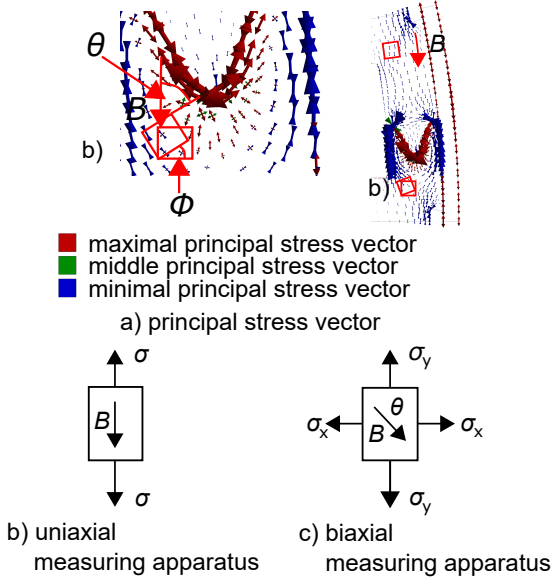 θ
B
b)
Φ
B
b)
maximal principal stress vector
middle principal stress vector
minimal principal stress vector
a) principal stress vector
σ
B
σ
b) uniaxial
measuring apparatus
σy
σx
θ
B
σx
σy
c) biaxial
measuring apparatus